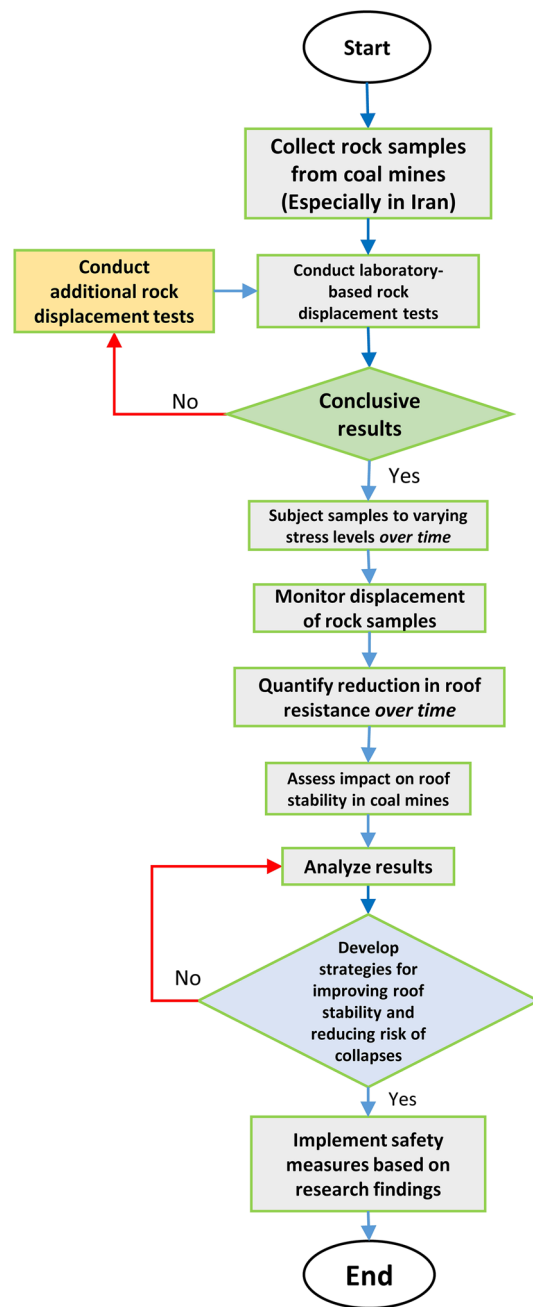 Start
Collect rock samples
from coal mines
(Especially in Iran)
Conduct
additional rock
displacement tests
Conduct laboratory-
based rock
displacement tests
No
Conclusive
results
Yes
Subject samples to varying
stress levels over time
Monitor displacement
of rock samples
Quantify reduction in roof
resistance over time
Assess impact on roof
stability in coal mines
Analyze results
No
Develop
strategies for
improving roof
stability and
reducing risk of
collapses
Yes
Implement safety
measures based on
research findings
End